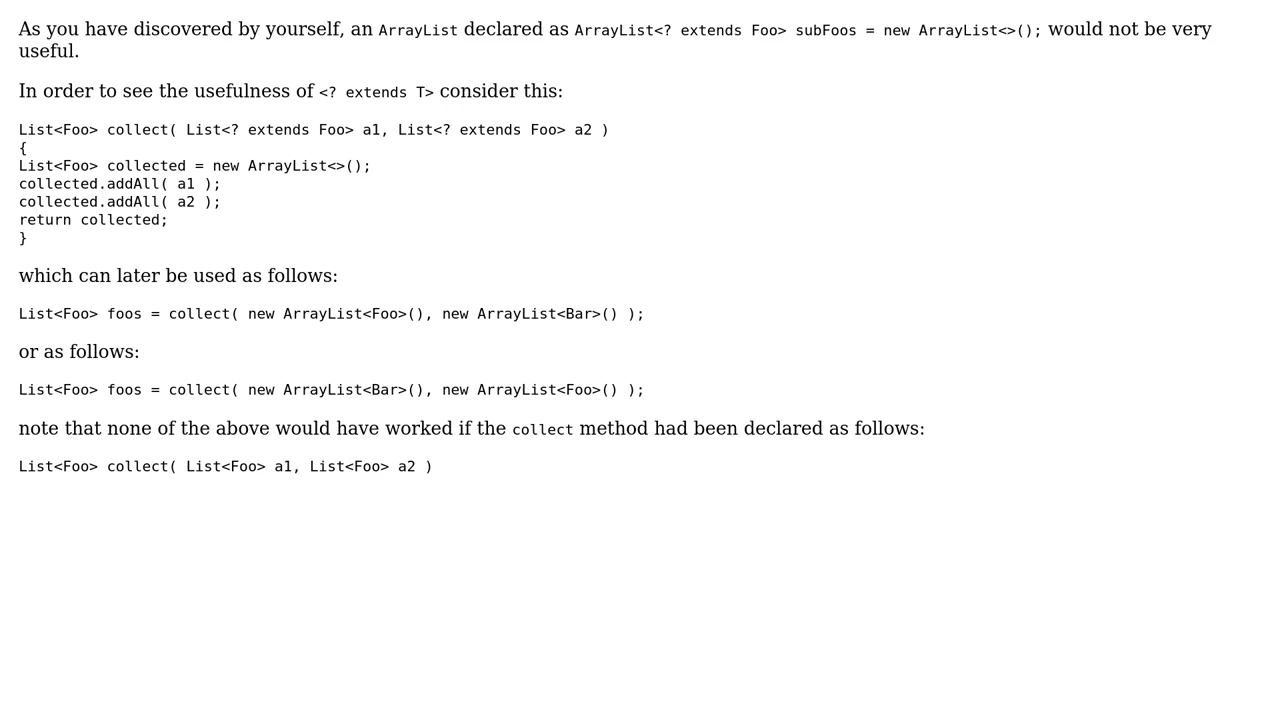 As you have discovered by yourself, an ArrayList declared as ArrayList<? extends Foo> subFoos = new ArrayList<>(); would not be very
useful.
In order to see the usefulness of <? extends T> consider this:
List<Foo> collect( List<? extends Foo> a1, List<? extends Foo> a2 )
{
List<Foo> collected = new ArrayList<>();
collected.addAll( a1 );
collected.addAll( a2 );
return collected;
}
which can later be used as follows:
List<Foo> foos = collect( new ArrayList<Foo>(), new ArrayList<Bar>() );
or as follows:
List<Foo> foos = collect( new ArrayList<Bar>(), new ArrayList<Foo>() );
note that none of the above would have worked if the collect method had been declared as follows:
List<Foo> collect( List<Foo> a1, List<Foo> a2 )